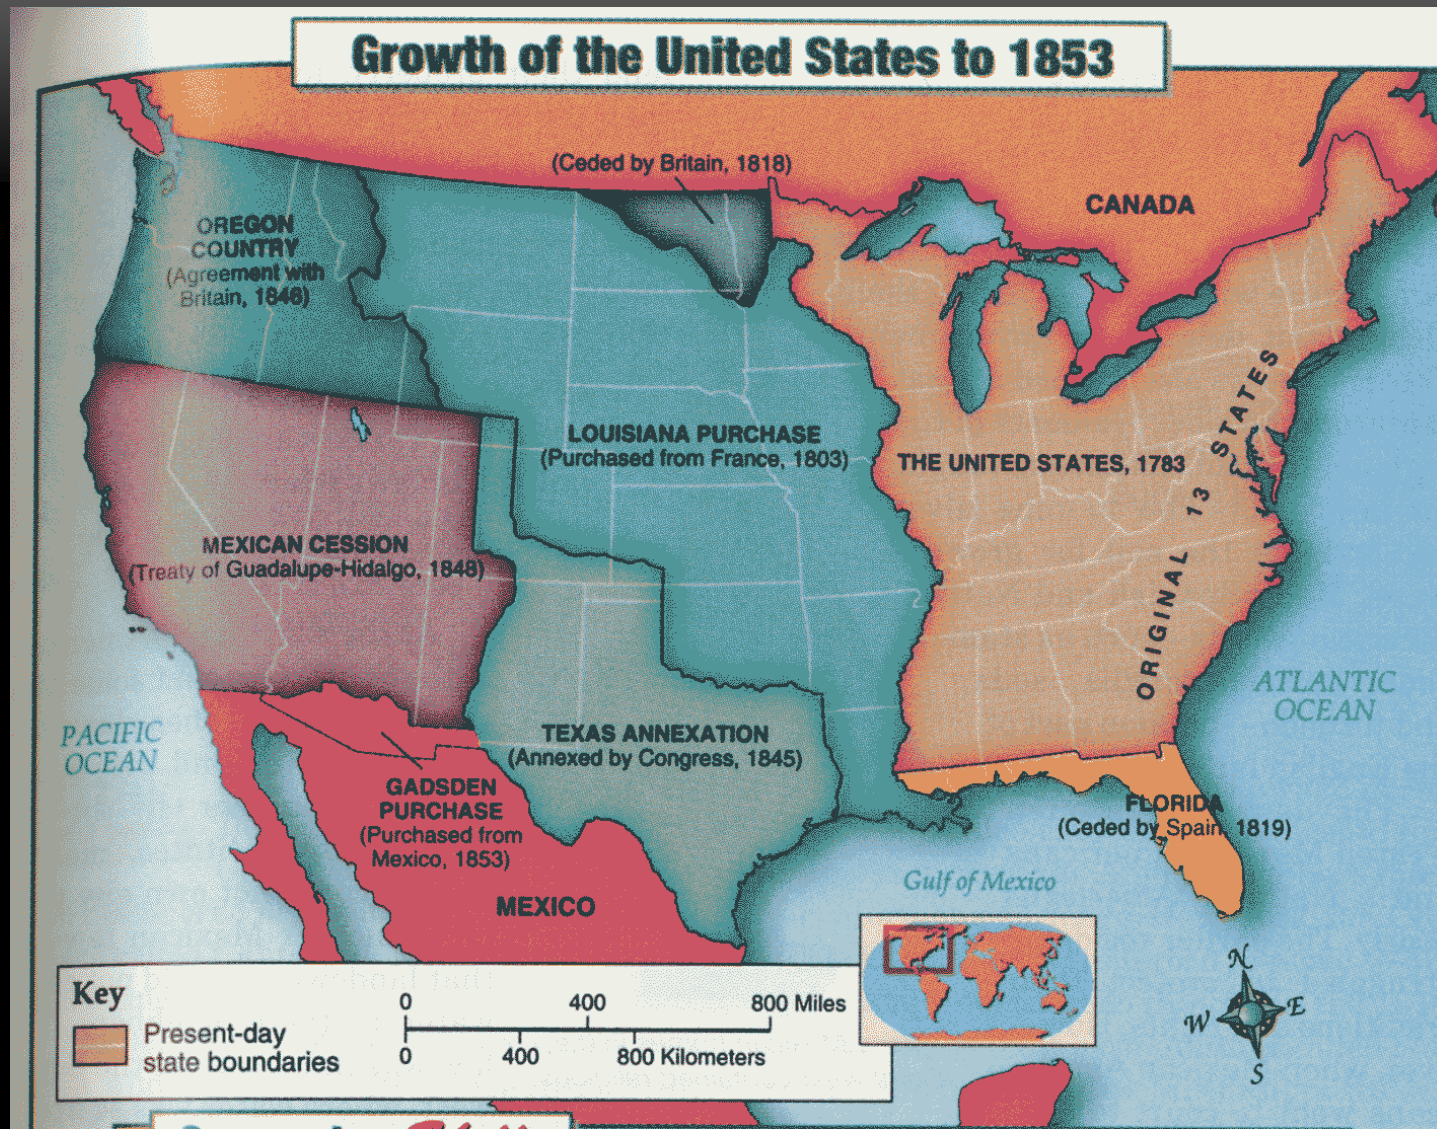 Growth of the United States to 1853
(Ceded by Britain, 1818)
CANADA
OREGON
COUNTRY
(Agreement with
Britain, 1846)
LOUISIANA PURCHASE
(Purchased from France, 1803)
THE UNITED STATES, 1783
ORIGINAL 13 STATES
MEXICAN CESSION
(Treaty of Guadalupe-Hidalgo, 1848)
ATLANTIC
OCEAN
PACIFIC
OCEAN
TEXAS ANNEXATION
(Annexed by Congress, 1845)
GADSDEN
PURCHASE
(Purchased from
Mexico, 1853)
FLORIDA
(Ceded by Spain, 1819)
Gulf of Mexico
MEXICO
Key
Present-day
state boundaries
0 400 800 Miles
0 400 800 Kilometers
N
W E
S